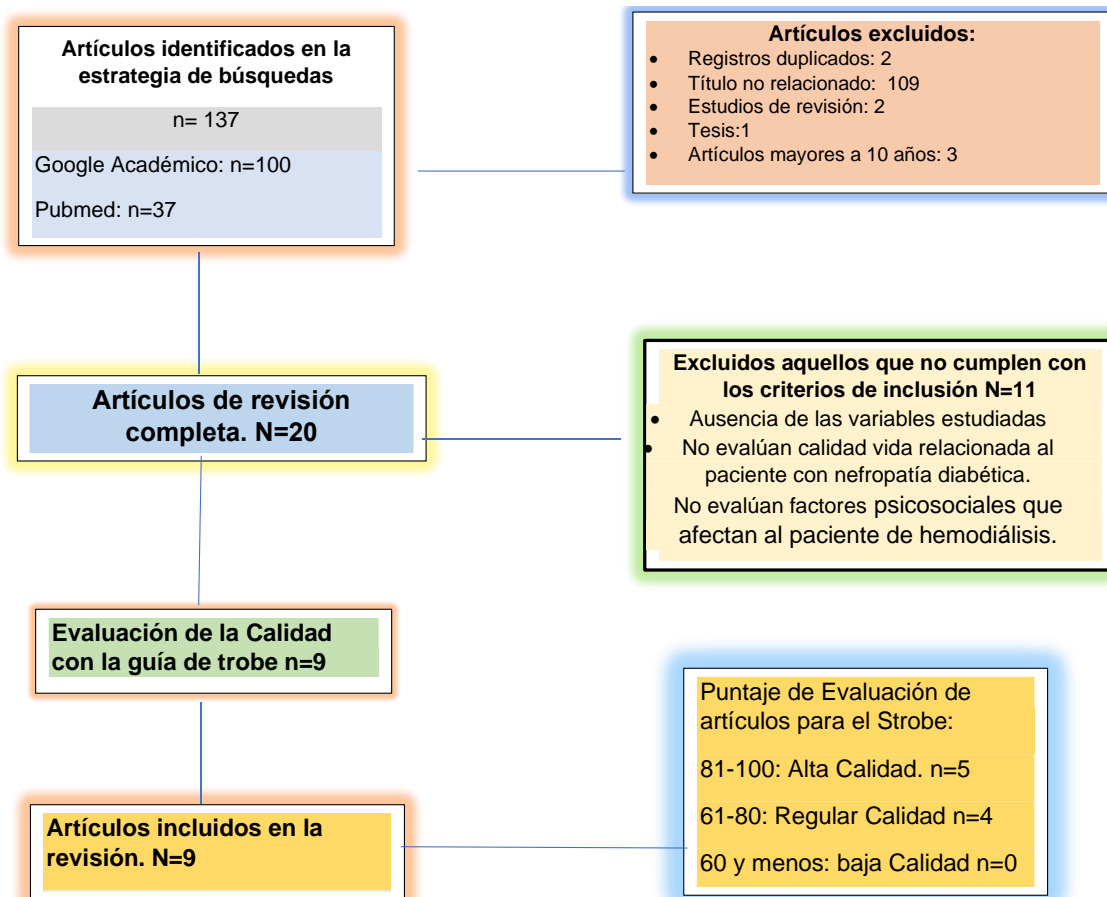 Artículos identificados en la
estrategia de búsquedas
n= 137
Google Académico: n=100
Pubmed: n=37
Artículos excluidos:
• Registros duplicados: 2
• Título no relacionado: 109
• Estudios de revisión: 2
• Tesis:1
• Artículos mayores a 10 años: 3
Artículos de revisión
completa. N=20
Excluidos aquellos que no cumplen con
los criterios de inclusión N=11
• Ausencia de las variables estudiadas
• No evalúan calidad vida relacionada al
paciente con nefropatía diabética.
No evalúan factores psicosociales que
afectan al paciente de hemodiálisis.
Evaluación de la Calidad
con la guía de trobe n=9
Puntaje de Evaluación de
artículos para el Strobe:
81-100: Alta Calidad. n=5
61-80: Regular Calidad n=4
60 y menos: baja Calidad n=0
Artículos incluidos en la
revisión. N=9